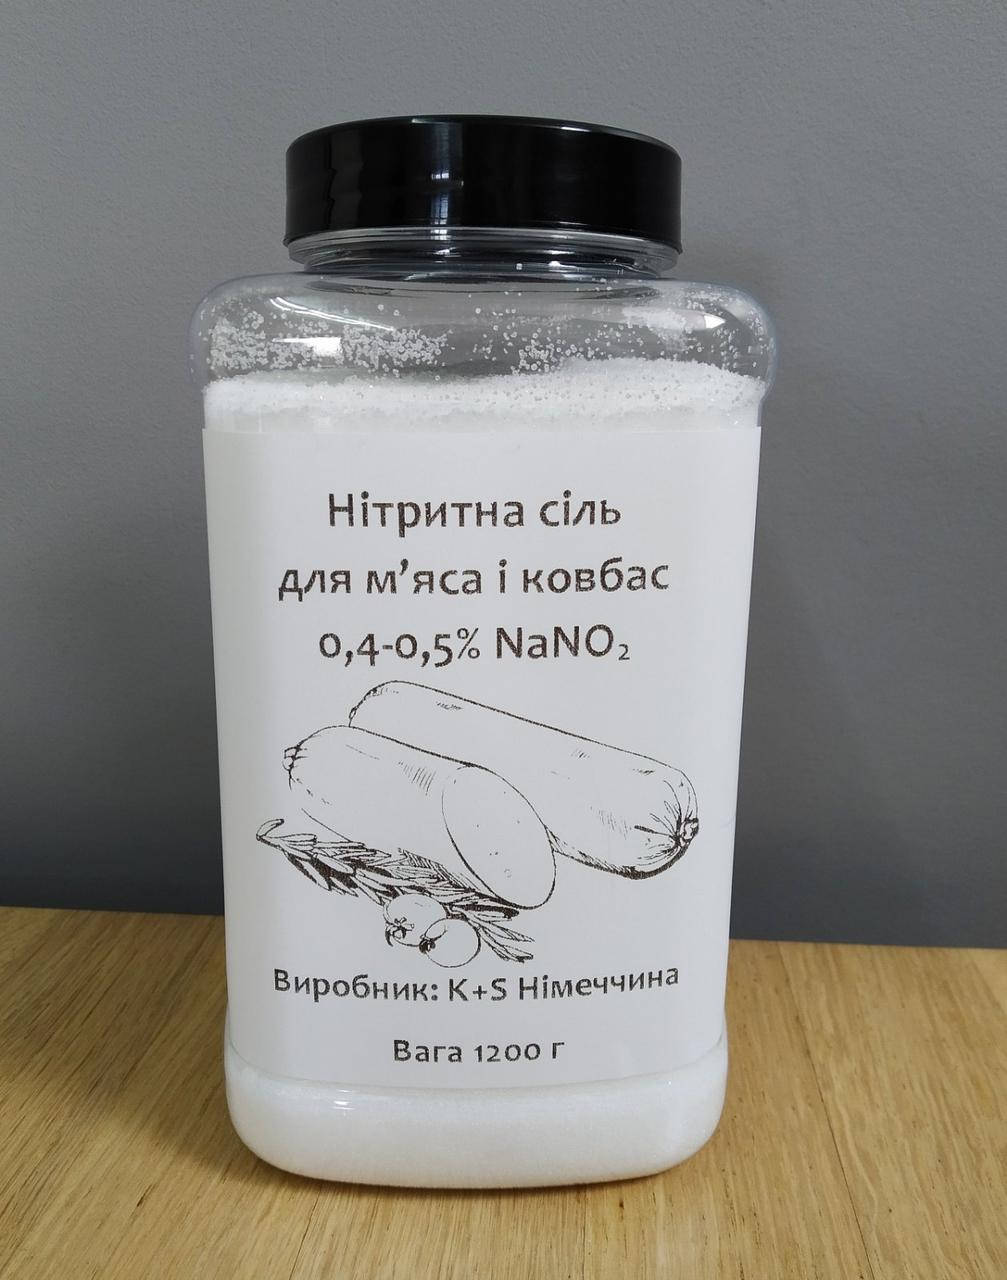 Нітритна сіль
для м’яса і ковбас
0,4-0,5% NaNO₂
Виробник: K+S Німеччина
Вага 1200 г